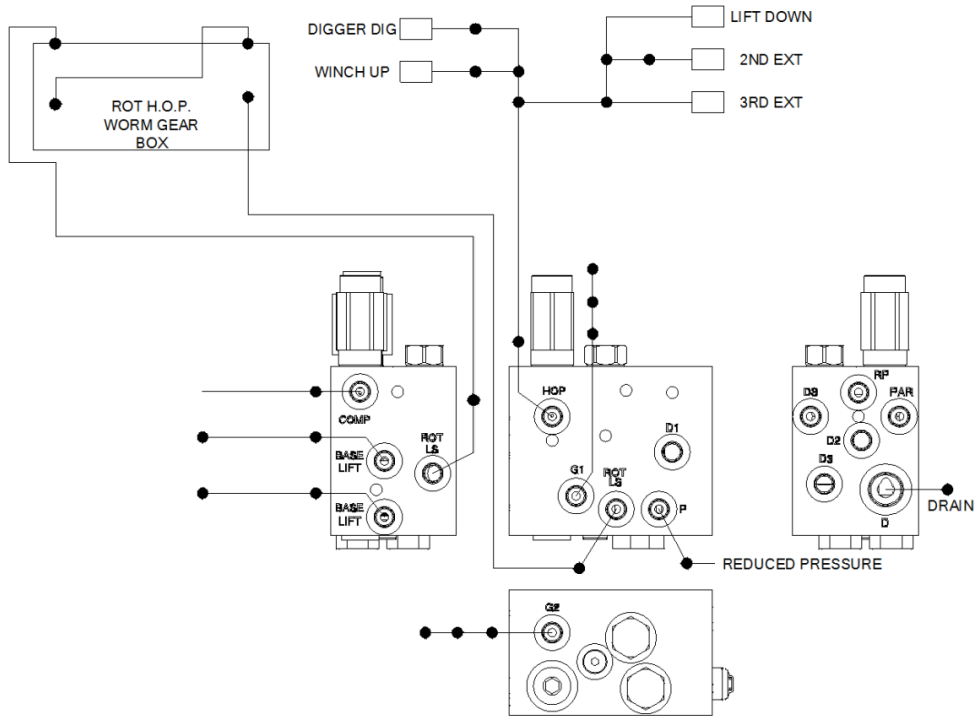 DIGGER DIG
WINCH UP
LIFT DOWN
2ND EXT
3RD EXT
ROT H.O.P.
WORM GEAR
BOX
COMP
BASE
LIFT
ROT
LS
BASE
LIFT
HOP
D1
G1
ROT
LS
P
RP
DS
PAR
D2
D3
D
DRAIN
REDUCED PRESSURE
G2